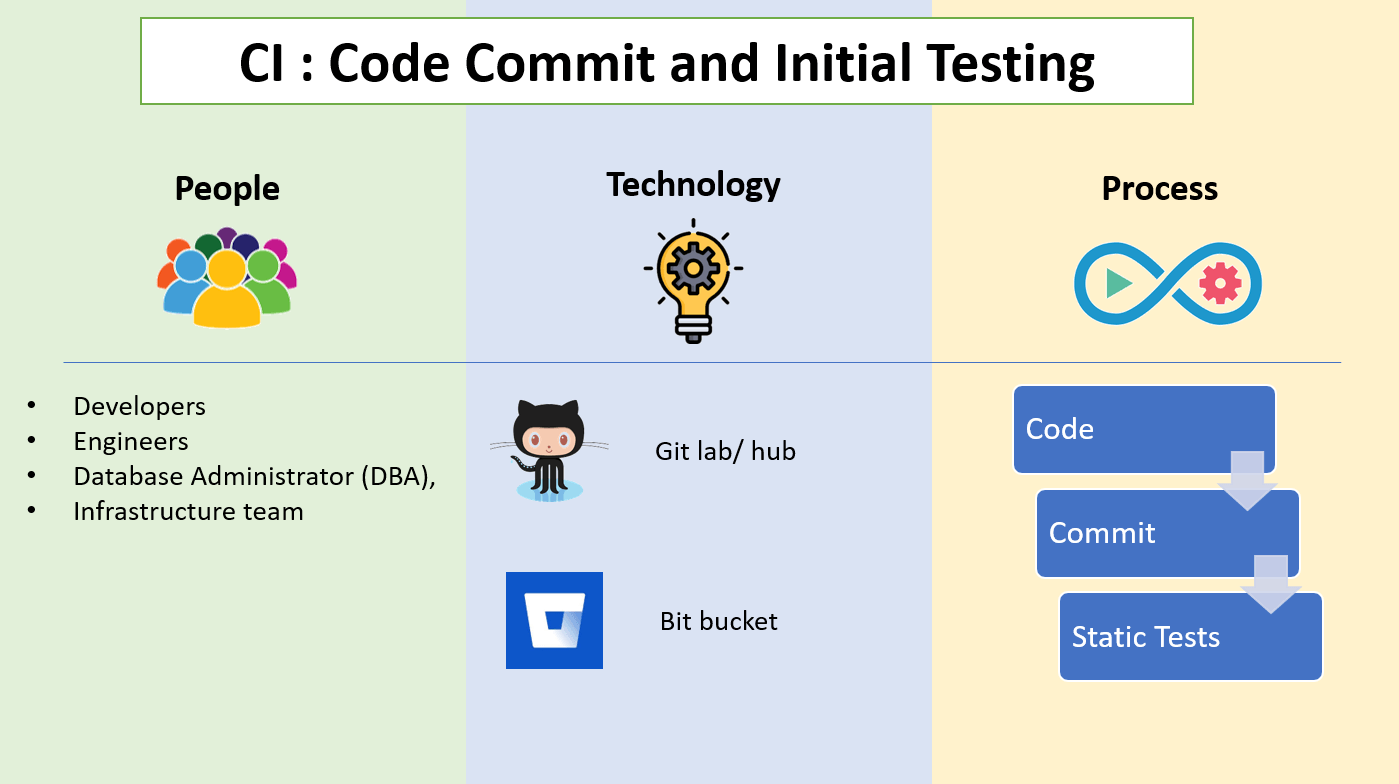 CI : Code Commit and Initial Testing
People
Technology
Process
• Developers
• Engineers
• Database Administrator (DBA),
• Infrastructure team
Git lab/ hub
Bit bucket
Code
Commit
Static Tests